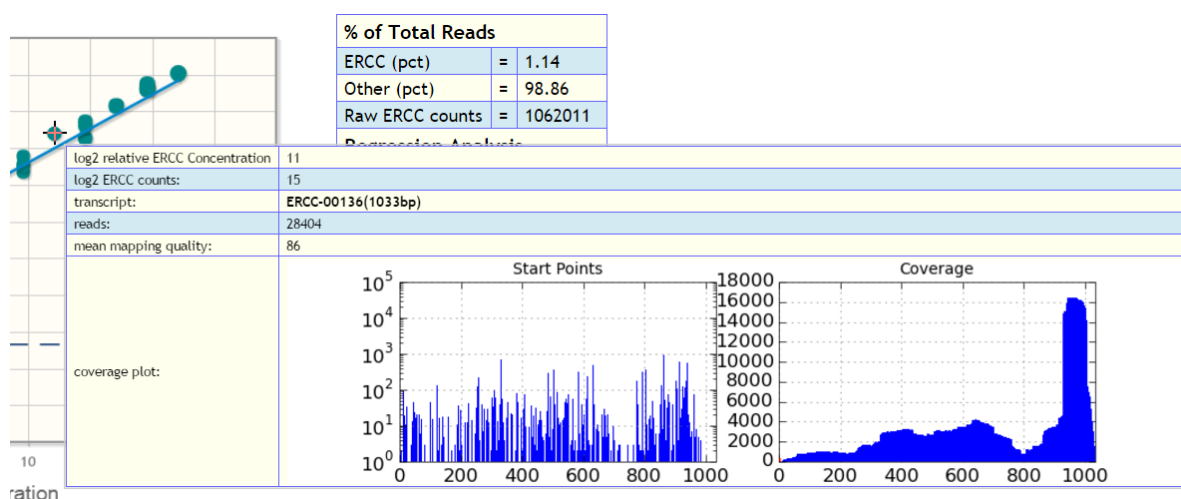 % of Total Reads
ERCC (pct) = 1.14
Other (pct) = 98.86
Raw ERCC counts = 1062011
Regression Analysis
log2 relative ERCC Concentration 11
log2 ERCC counts: 15
transcript: ERCC-00136(1033bp)
reads: 28404
mean mapping quality: 86
coverage plot:
Start Points
10^5
10^4
10^3
10^2
10^1
10^0
0 200 400 600 800 1000
Coverage
18000
16000
14000
12000
10000
8000
6000
4000
2000
0
0 200 400 600 800 1000
10
ration